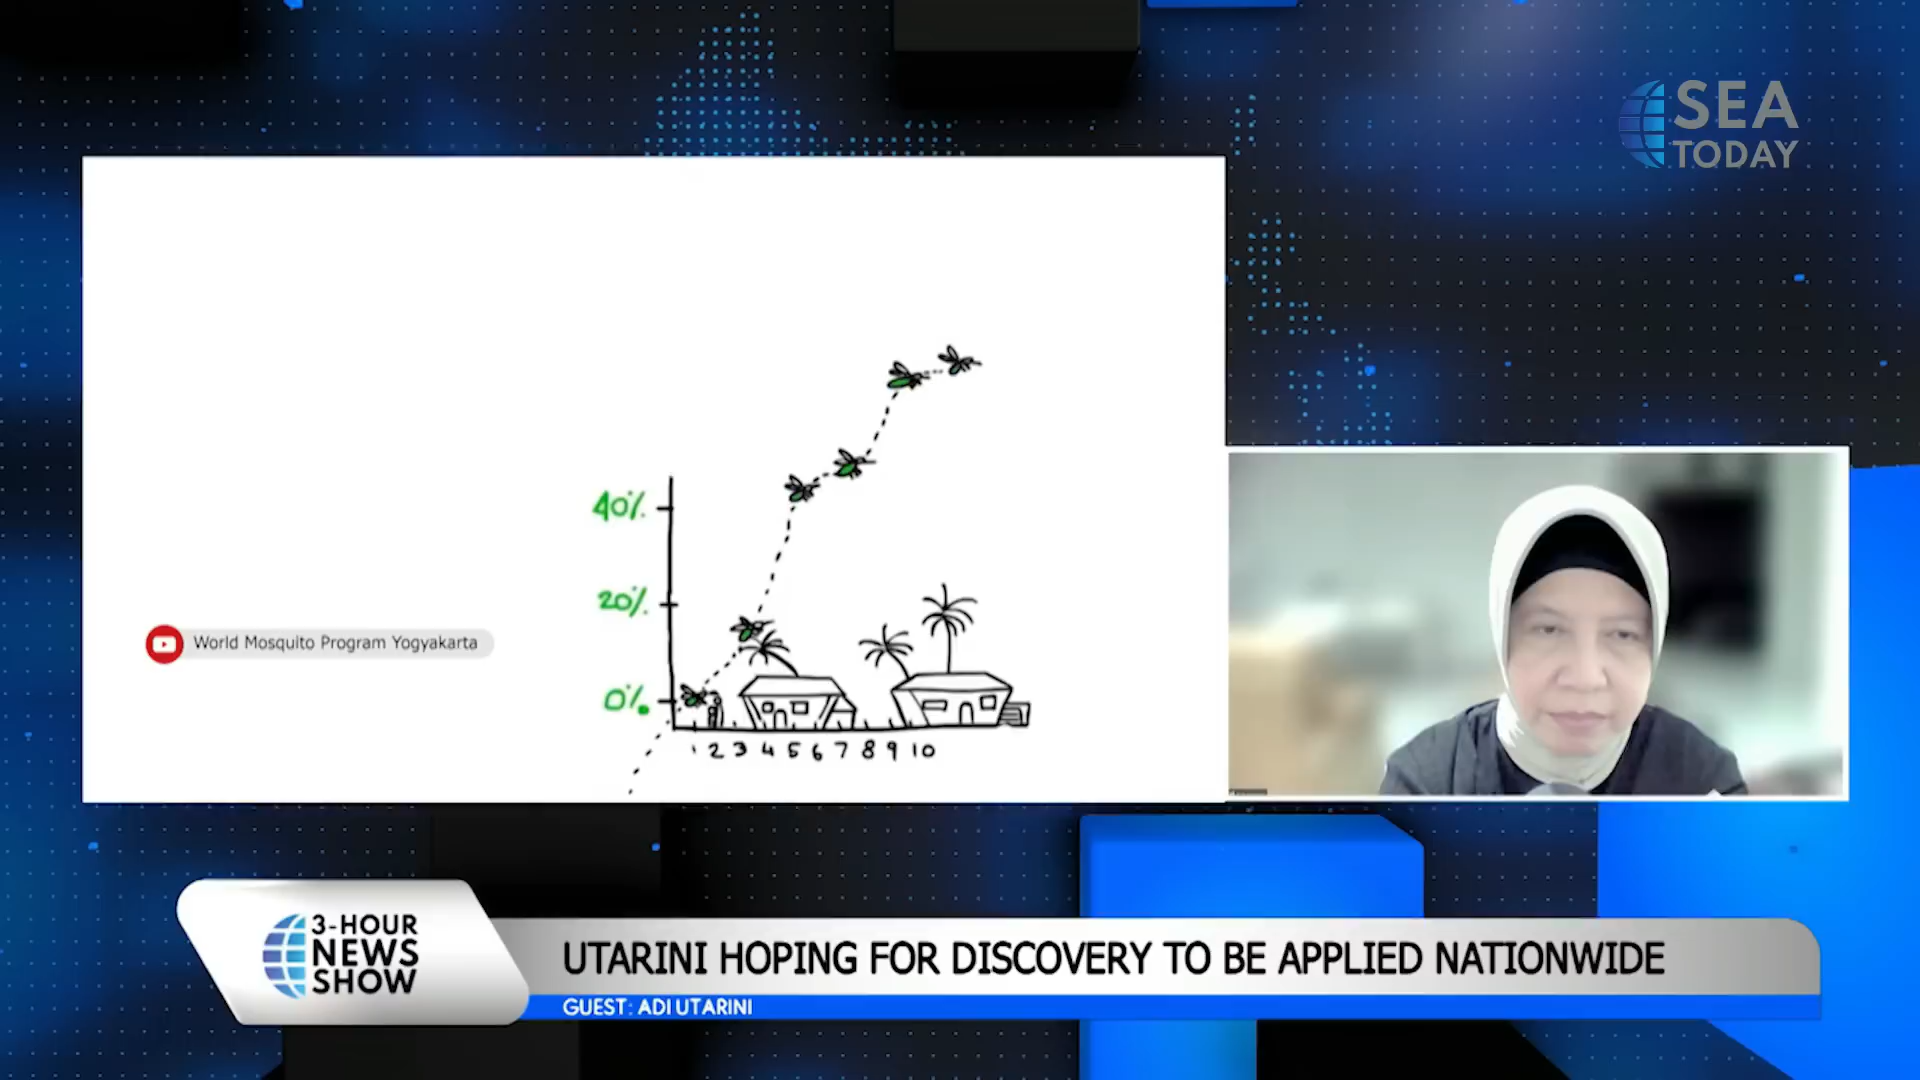 SEA
TODAY
40%
20%
0%
1 2 3 4 5 6 7 8 9 10
World Mosquito Program Yogyakarta
3-HOUR
NEWS
SHOW
UTARINI HOPING FOR DISCOVERY TO BE APPLIED NATIONWIDE
GUEST: ADI UTARINI